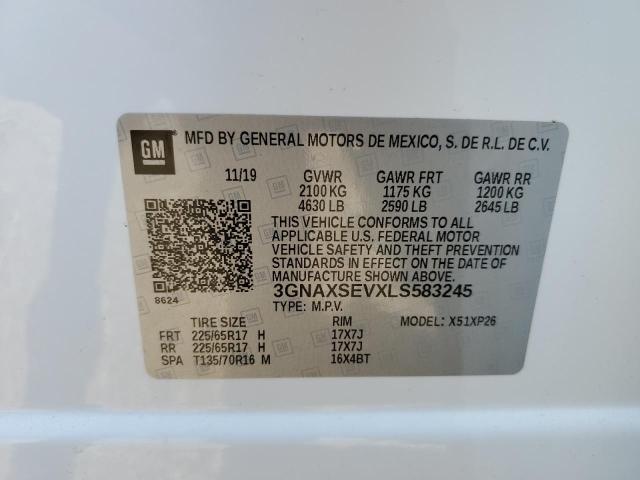 GM
MFD BY GENERAL MOTORS DE MEXICO, S. DE R.L. DE C.V.
11/19 GVWR GAWR FRT GAWR RR
2100 KG 1175 KG 1200 KG
4630 LB 2590 LB 2645 LB
THIS VEHICLE CONFORMS TO ALL
APPLICABLE U.S. FEDERAL MOTOR
VEHICLE SAFETY AND THEFT PREVENTION
STANDARDS IN EFFECT ON THE DATE OF
MANUFACTURE SHOWN ABOVE.
8624 3GNAXSEVXLS583245
TYPE: M.P.V. MODEL: X51XP26
TIRE SIZE RIM
FRT 225/65R17 H 17X7J
RR 225/65R17 H 17X7J
SPA T135/70R16 M 16X4BT